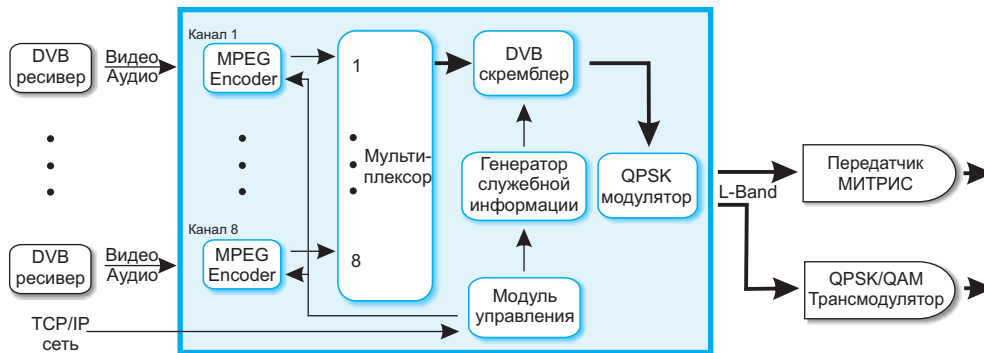 Канал 1
DVB
ресивер
Видео
Аудио
MPEG
Encoder
1
DVB
скремблер
Мульти-
плексор
Генератор
служебной
информации
QPSK
модулятор
L-Band
Передатчик
МИТРИС
Канал 8
DVB
ресивер
Видео
Аудио
MPEG
Encoder
8
Модуль
управления
QPSK/QAM
Трансмодулятор
TCP/IP
сеть